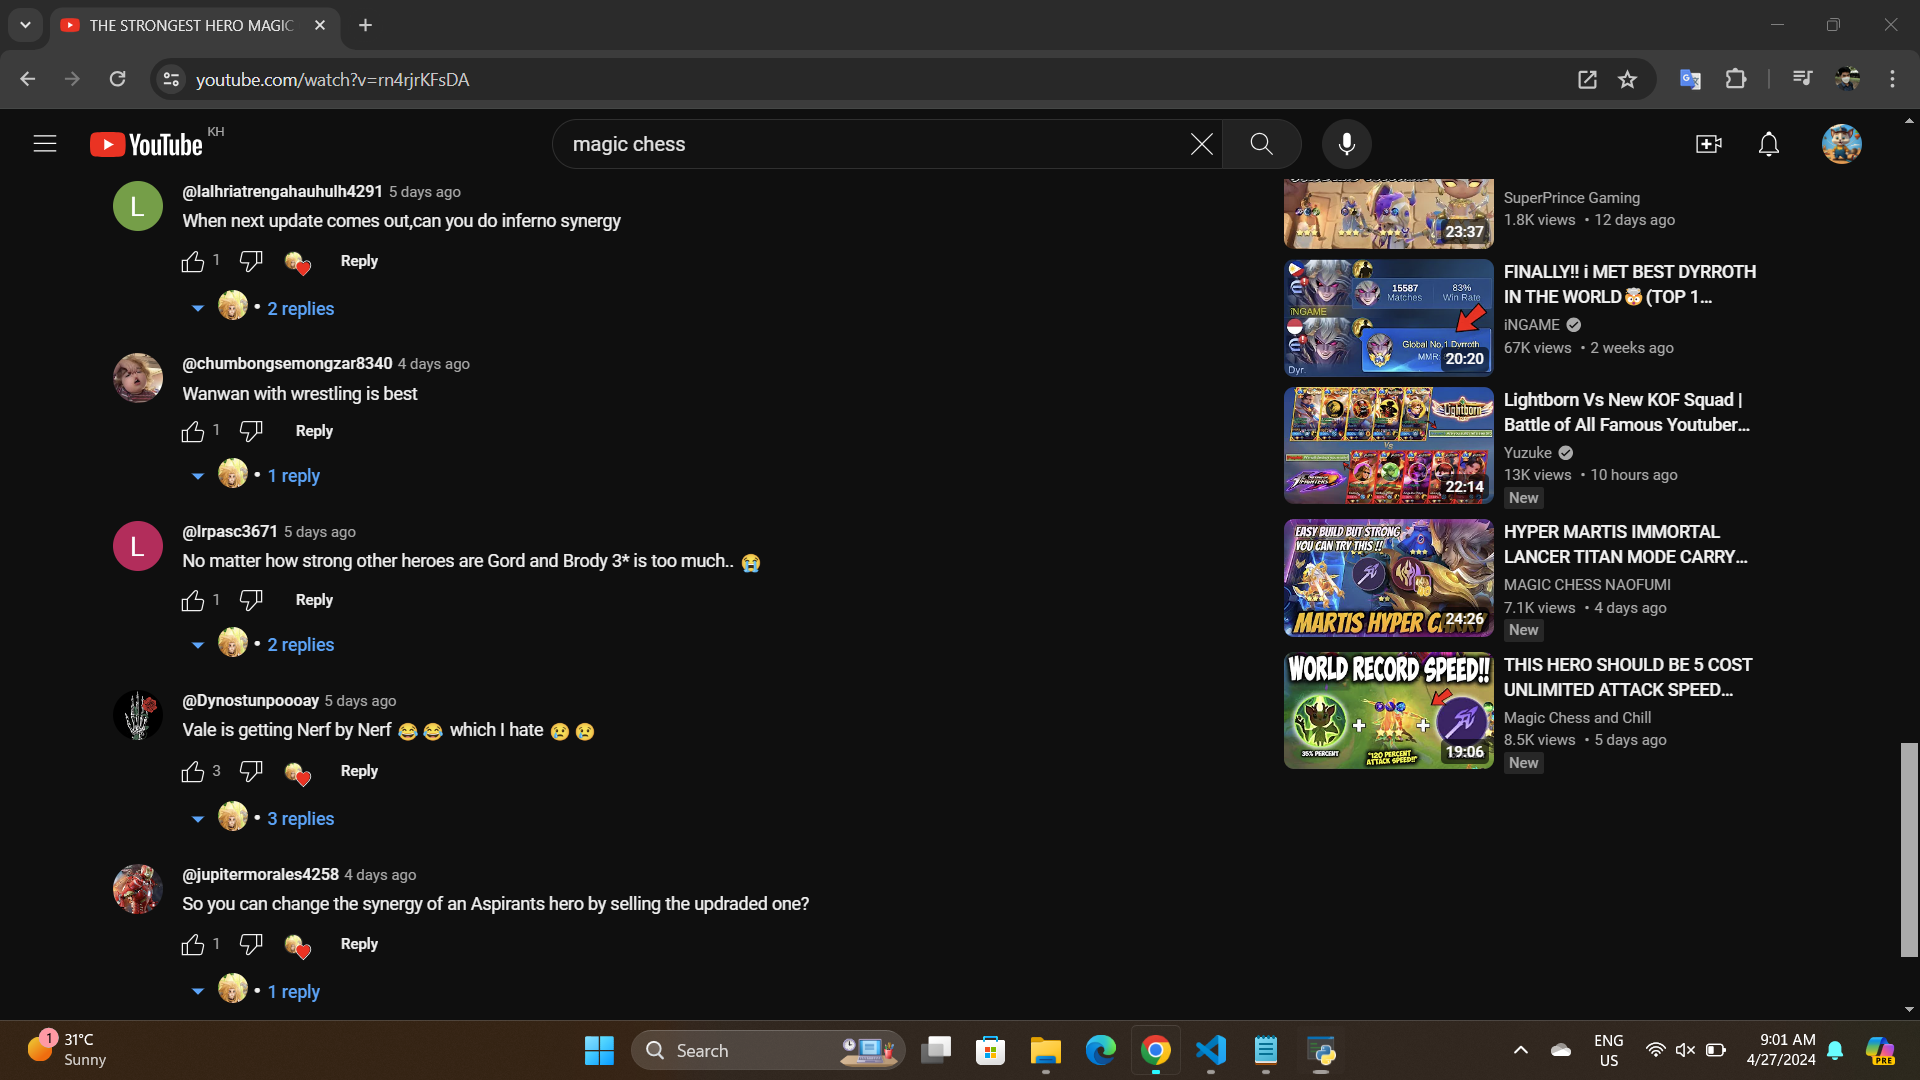 THE STRONGEST HERO MAGIC
youtube.com/watch?v=rn4rjrKFsDA
YouTube KH
magic chess
L
@lalhriatrengahauhulh4291 5 days ago
When next update comes out,can you do inferno synergy
1 Reply
• 2 replies
@chumbongsemongzar8340 4 days ago
Wanwan with wrestling is best
1 Reply
• 1 reply
L
@lrpasc3671 5 days ago
No matter how strong other heroes are Gord and Brody 3* is too much.. 😭
1 Reply
• 2 replies
@Dynostunpoooay 5 days ago
Vale is getting Nerf by Nerf 😂 😂 which I hate 😢 😢
3 Reply
• 3 replies
@jupitermorales4258 4 days ago
So you can change the synergy of an Aspirants hero by selling the updraded one?
1 Reply
• 1 reply
23:37
SuperPrince Gaming
1.8K views • 12 days ago
15587 83%
Matches Win Rate
iNGAME
Global No.1 Dyrroth
MMR:
Dyr.
20:20
FINALLY!! i MET BEST DYRROTH
IN THE WORLD🤯(TOP 1...
iNGAME
67K views • 2 weeks ago
Lightborn
Vs
22:14
Lightborn Vs New KOF Squad |
Battle of All Famous Youtuber...
Yuzuke
13K views • 10 hours ago
New
EASY BUILD BUT STRONG
YOU CAN TRY THIS !!
MARTIS HYPER CARRY
24:26
HYPER MARTIS IMMORTAL
LANCER TITAN MODE CARRY...
MAGIC CHESS NAOFUMI
7.1K views • 4 days ago
New
WORLD RECORD SPEED!!
+ +
35% PERCENT
"120 PERCENT
ATTACK SPEED!!"
19:06
THIS HERO SHOULD BE 5 COST
UNLIMITED ATTACK SPEED...
Magic Chess and Chill
8.5K views • 5 days ago
New
1
31°C
Sunny
Search
ENG
US
9:01 AM
4/27/2024
PRE